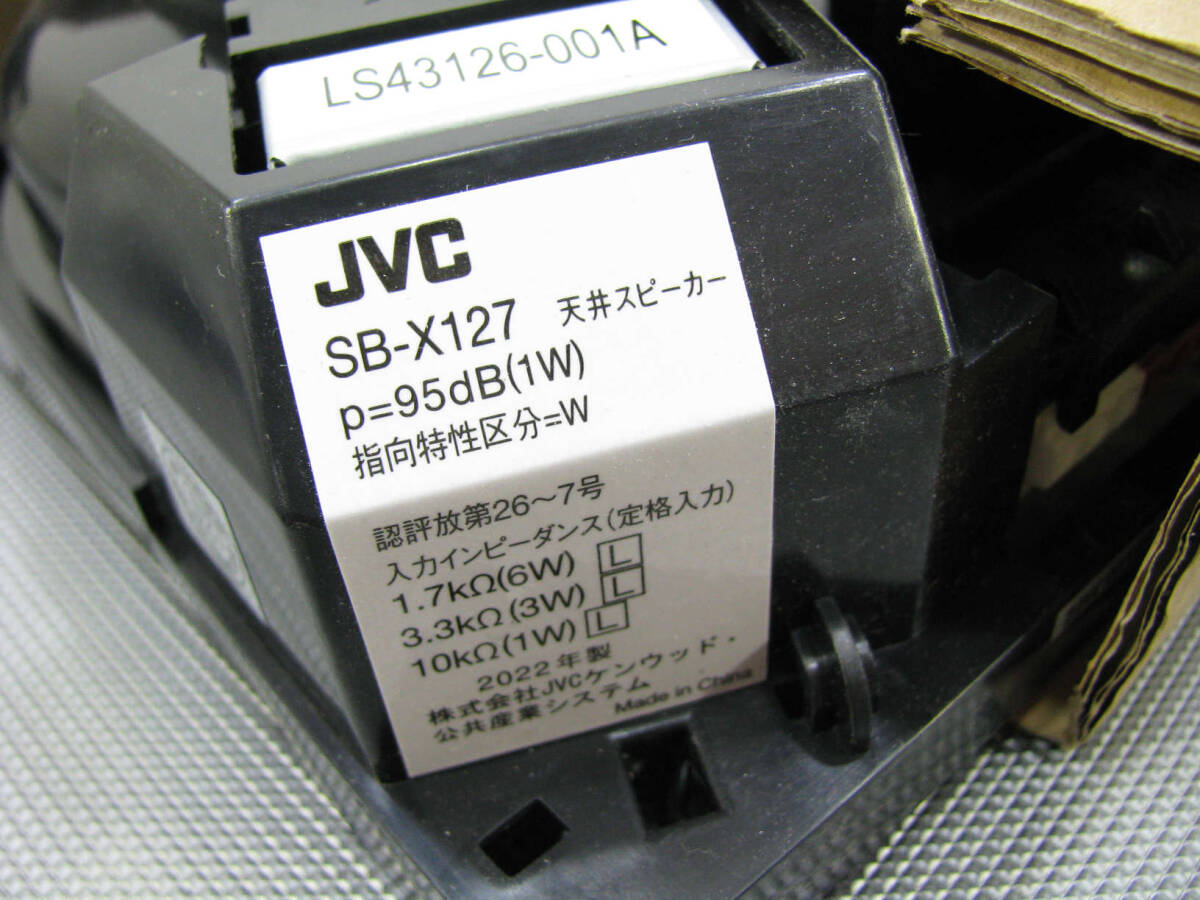 LS43126-001A
JVC
SB-X127 天井スピーカー
p=95dB(1W)
指向特性区分=W
認評放第26～7号
入力インピーダンス(定格入力)
1.7kΩ(6W) L
3.3kΩ(3W) L
10kΩ(1W) L
2022年製
株式会社JVCケンウッド・
公共産業システム
Made in China